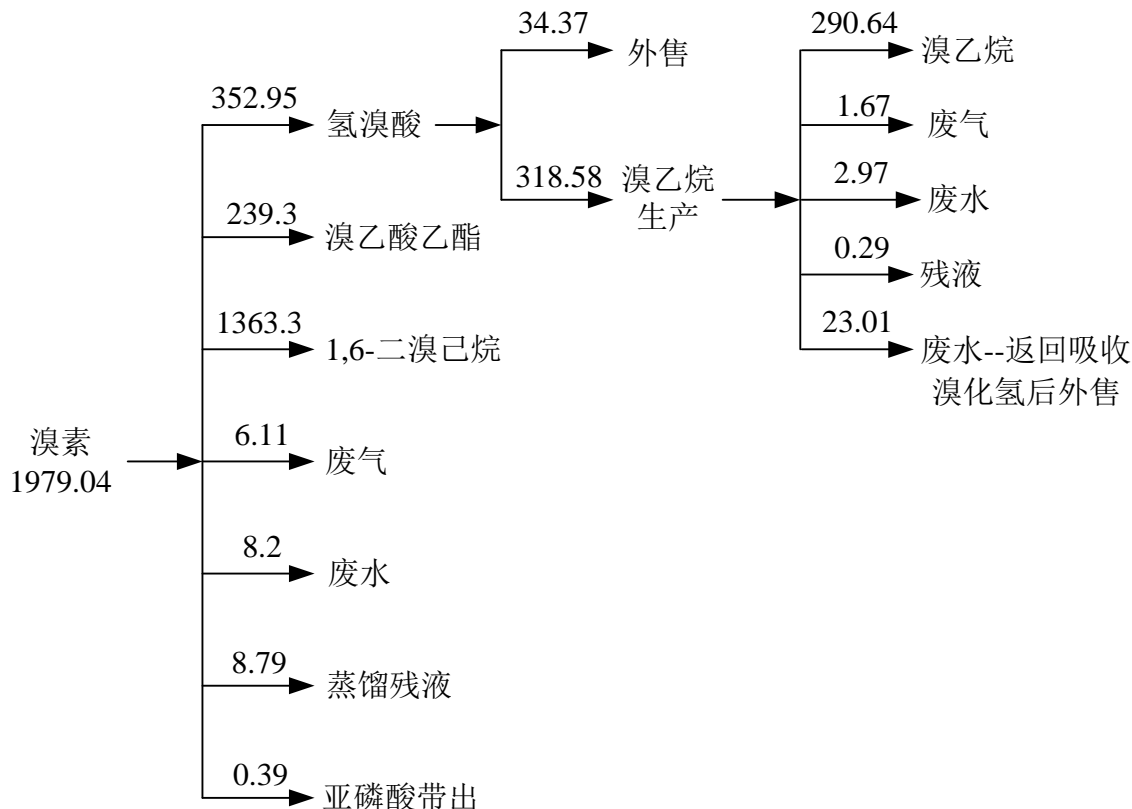 34.37
外售
290.64
溴乙烷
352.95
氢溴酸
1.67
废气
318.58
溴乙烷
生产
2.97
废水
239.3
溴乙酸乙酯
0.29
残液
1363.3
1,6-二溴己烷
23.01
废水--返回吸收
溴化氢后外售
溴素
1979.04
6.11
废气
8.2
废水
8.79
蒸馏残液
0.39
亚磷酸带出